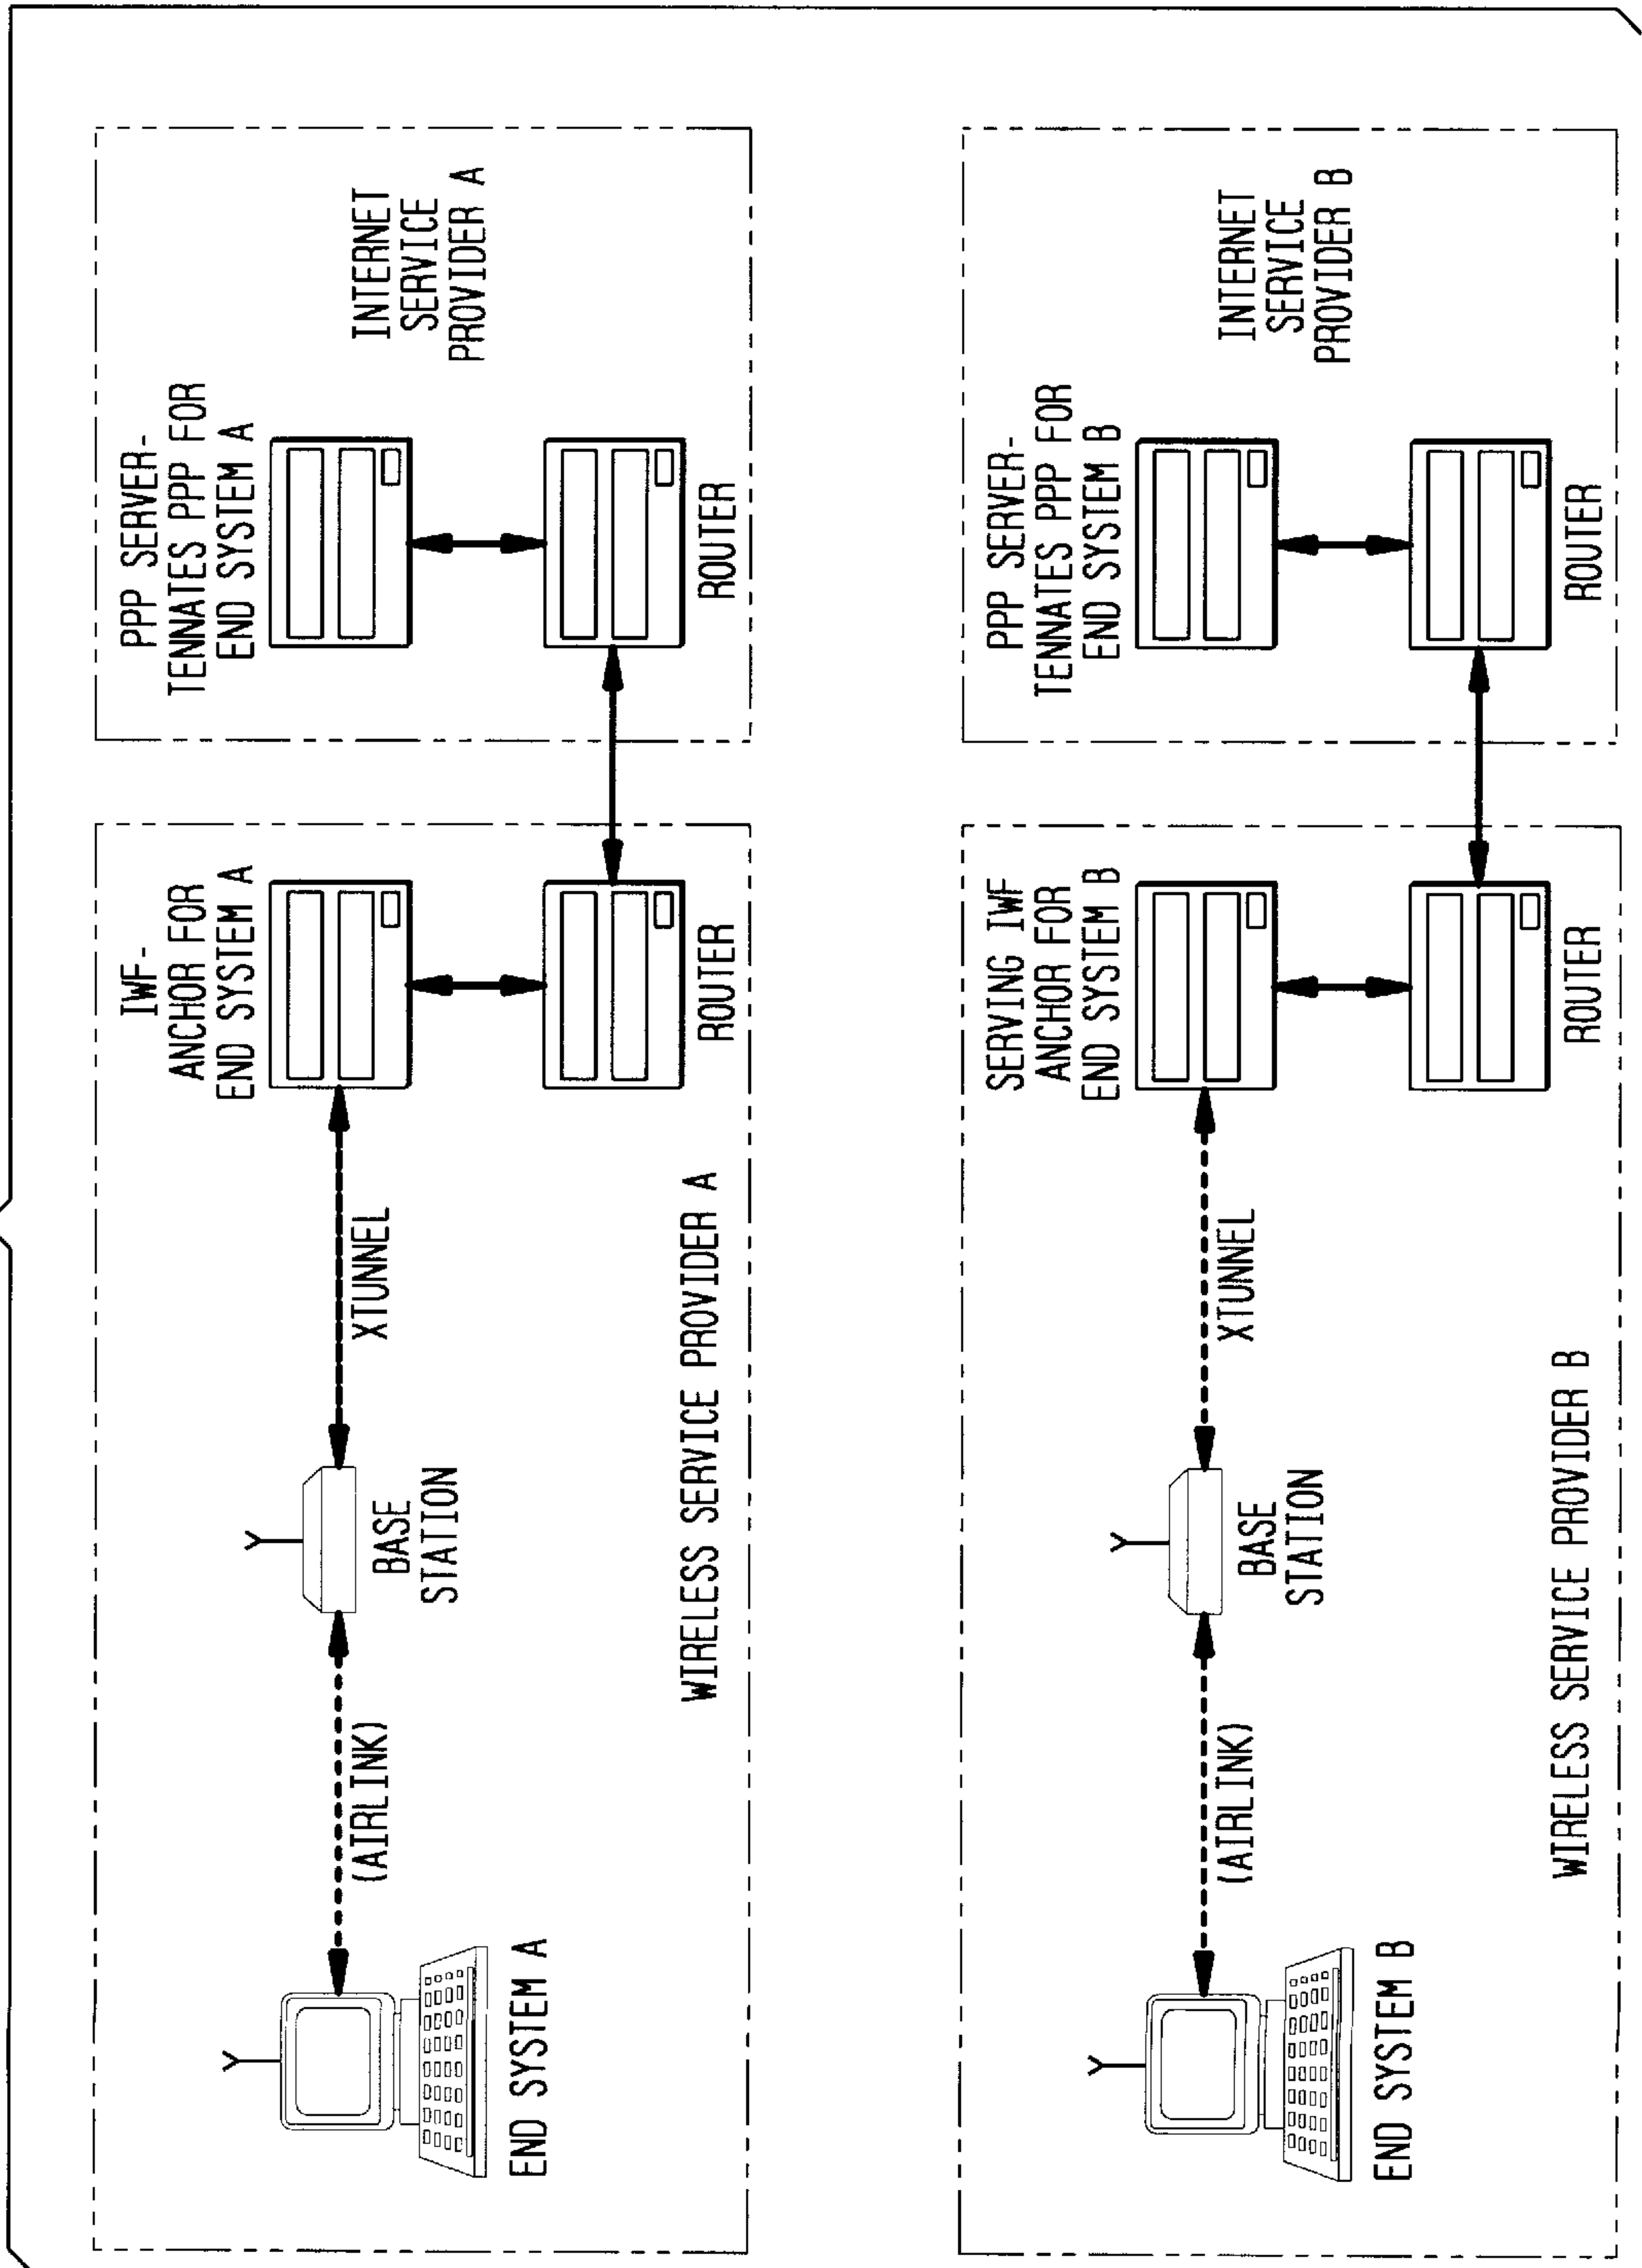 PPP SERVER-
TENNATES PPP FOR
END SYSTEM A
INTERNET
SERVICE
PROVIDER A
ROUTER
IWF-
ANCHOR FOR
END SYSTEM A
ROUTER
XTUNNEL
BASE
STATION
(AIRLINK)
END SYSTEM A
WIRELESS SERVICE PROVIDER A
PPP SERVER-
TENNATES PPP FOR
END SYSTEM B
INTERNET
SERVICE
PROVIDER B
ROUTER
SERVING IWF
ANCHOR FOR
END SYSTEM B
ROUTER
XTUNNEL
BASE
STATION
(AIRLINK)
END SYSTEM B
WIRELESS SERVICE PROVIDER B